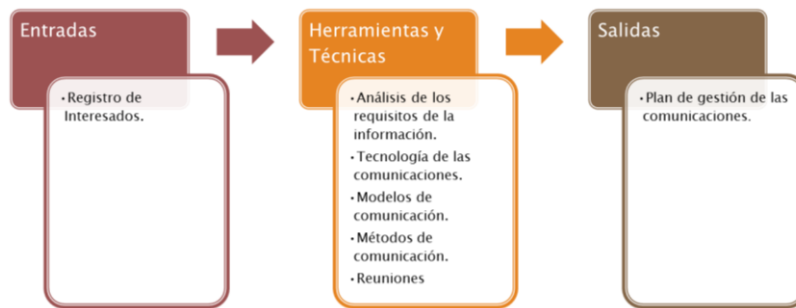 Entradas
• Registro de
Interesados.
Herramientas y
Técnicas
• Análisis de los
requisitos de la
información.
• Tecnología de las
comunicaciones.
• Modelos de
comunicación.
• Métodos de
comunicación.
• Reuniones
Salidas
• Plan de gestión de las
comunicaciones.